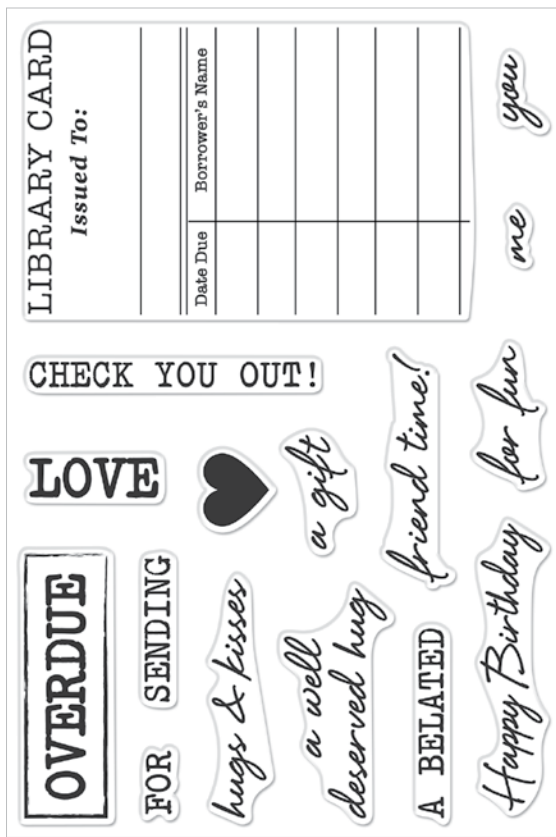 LIBRARY CARD
Issued To:
Date Due
Borrower's Name
CHECK YOU OUT!
me
you
LOVE
a gift
friend time!
for fun
OVERDUE
FOR
SENDING
hugs & kisses
a well
deserved hug
A BELATED
Happy Birthday